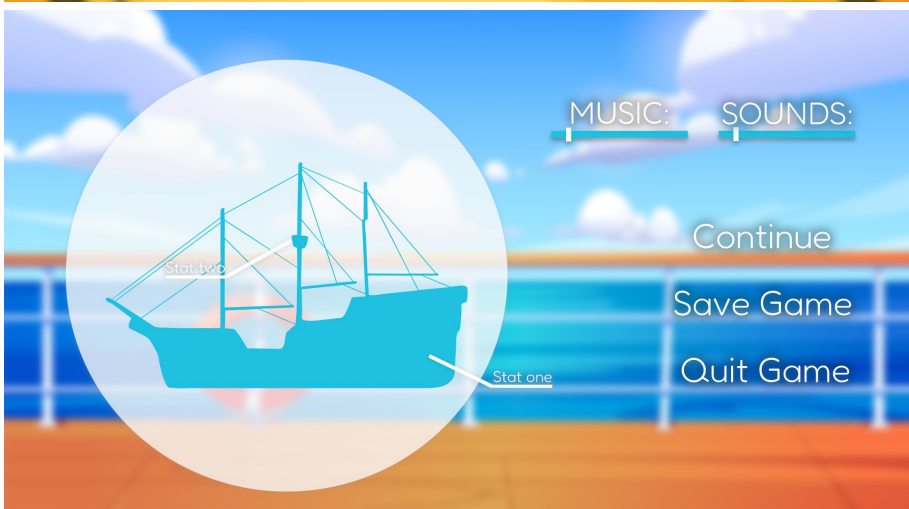 MUSIC: SOUNDS:
Continue
Stat two
Save Game
Quit Game
Stat one